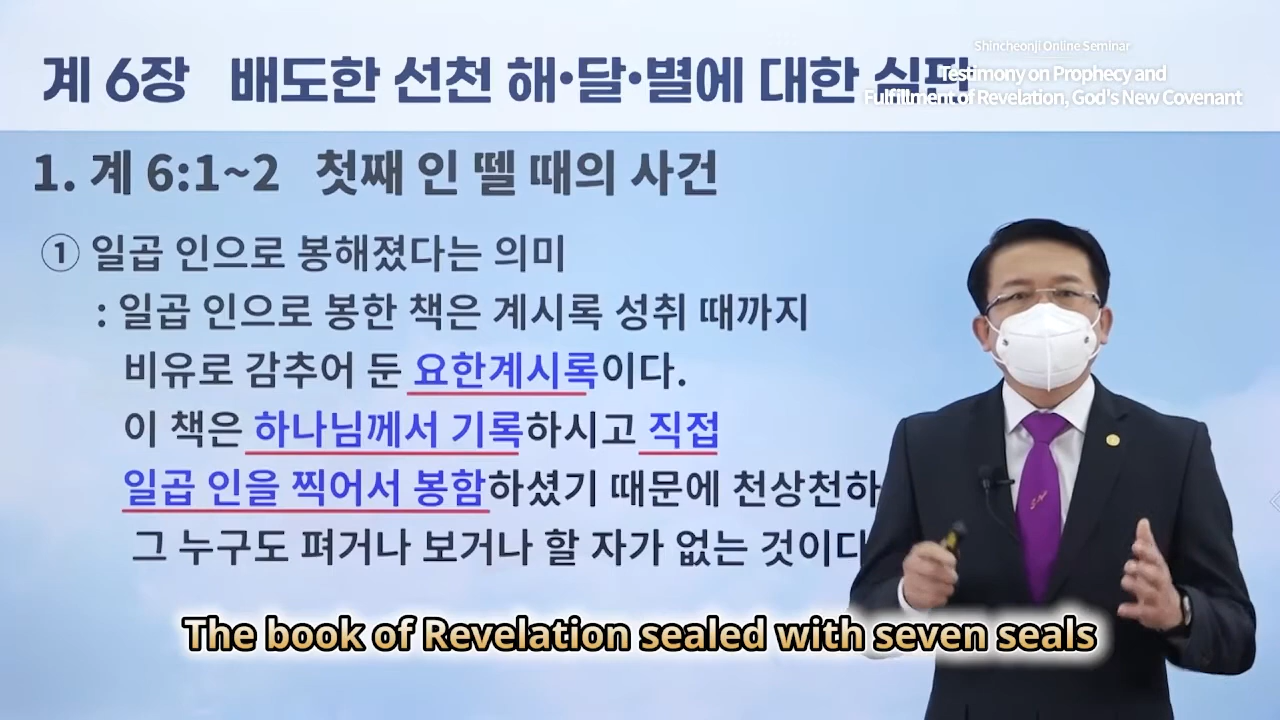 Shincheonji Online Seminar
Testimony on Prophecy and
Fulfillment of Revelation, God's New Covenant
계 6장 배도한 선천 해·달·별에 대한 심판
1. 계 6:1~2 첫째 인 뗄 때의 사건
① 일곱 인으로 봉해졌다는 의미
: 일곱 인으로 봉한 책은 계시록 성취 때까지
비유로 감추어 둔 요한계시록이다.
이 책은 하나님께서 기록하시고 직접
일곱 인을 찍어서 봉함하셨기 때문에 천상천하
그 누구도 펴거나 보거나 할 자가 없는 것이다
The book of Revelation sealed with seven seals